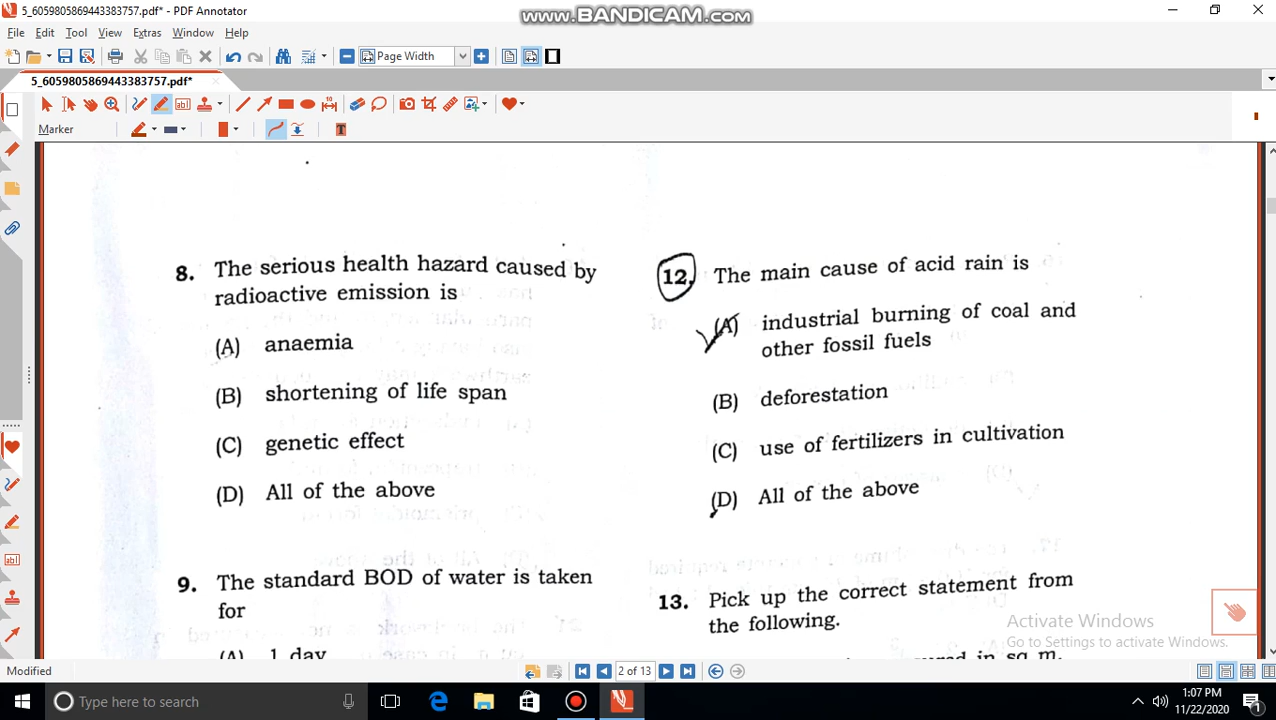 5_6059805869443383757.pdf* - PDF Annotator
www.BANDICAM.com
File Edit Tool View Extras Window Help
Page Width
5_6059805869443383757.pdf*
Marker
8. The serious health hazard caused by
radioactive emission is
(A) anaemia
(B) shortening of life span
(C) genetic effect
(D) All of the above
9. The standard BOD of water is taken
for
(A) 1 day
12. The main cause of acid rain is
(A) industrial burning of coal and
other fossil fuels
(B) deforestation
(C) use of fertilizers in cultivation
(D) All of the above
13. Pick up the correct statement from
the following.
in sq m.
Activate Windows
Go to Settings to activate Windows.
Modified
2 of 13
Type here to search
1:07 PM
11/22/2020